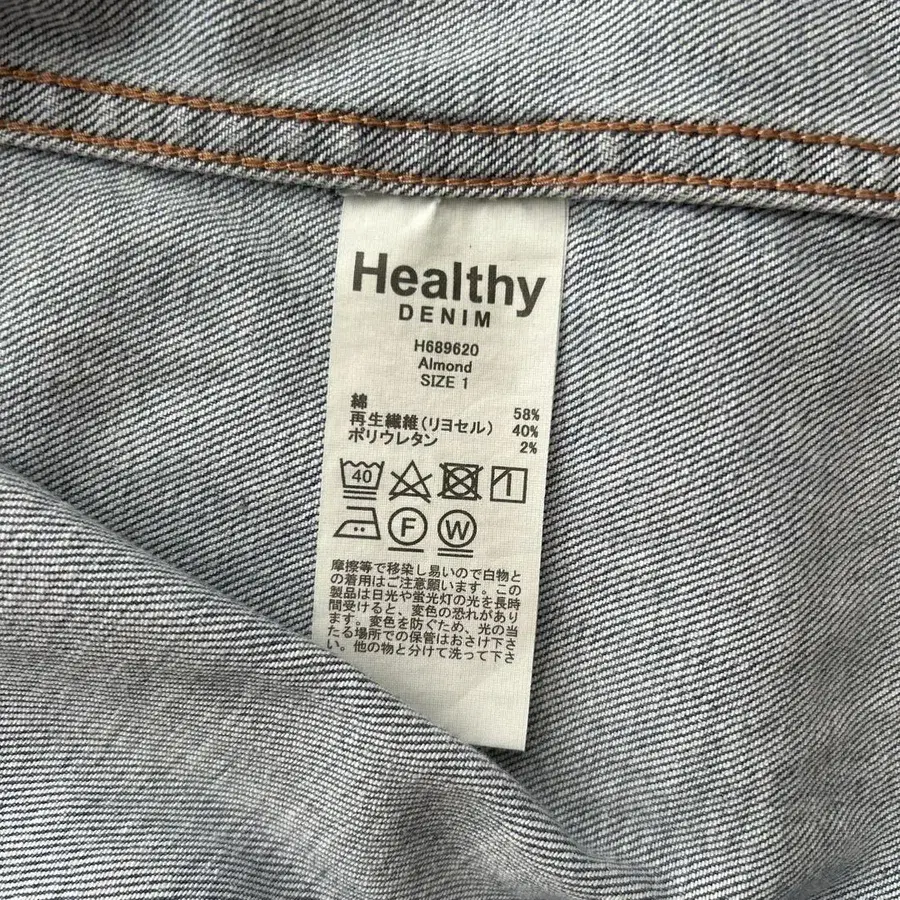 Healthy
DENIM
H689620
Almond
SIZE 1
綿 58%
再生繊維(リヨセル) 40%
ポリウレタン 2%
40
F W
摩擦等で移染し易いので白物と
の着用はご注意願います。この
製品は日光や蛍光灯の光を長時
間受けると、変色の恐れがあり
ます。変色を防ぐため、光の当
たる場所での保管はおさけ下さ
い。他の物と分けて洗って下さ